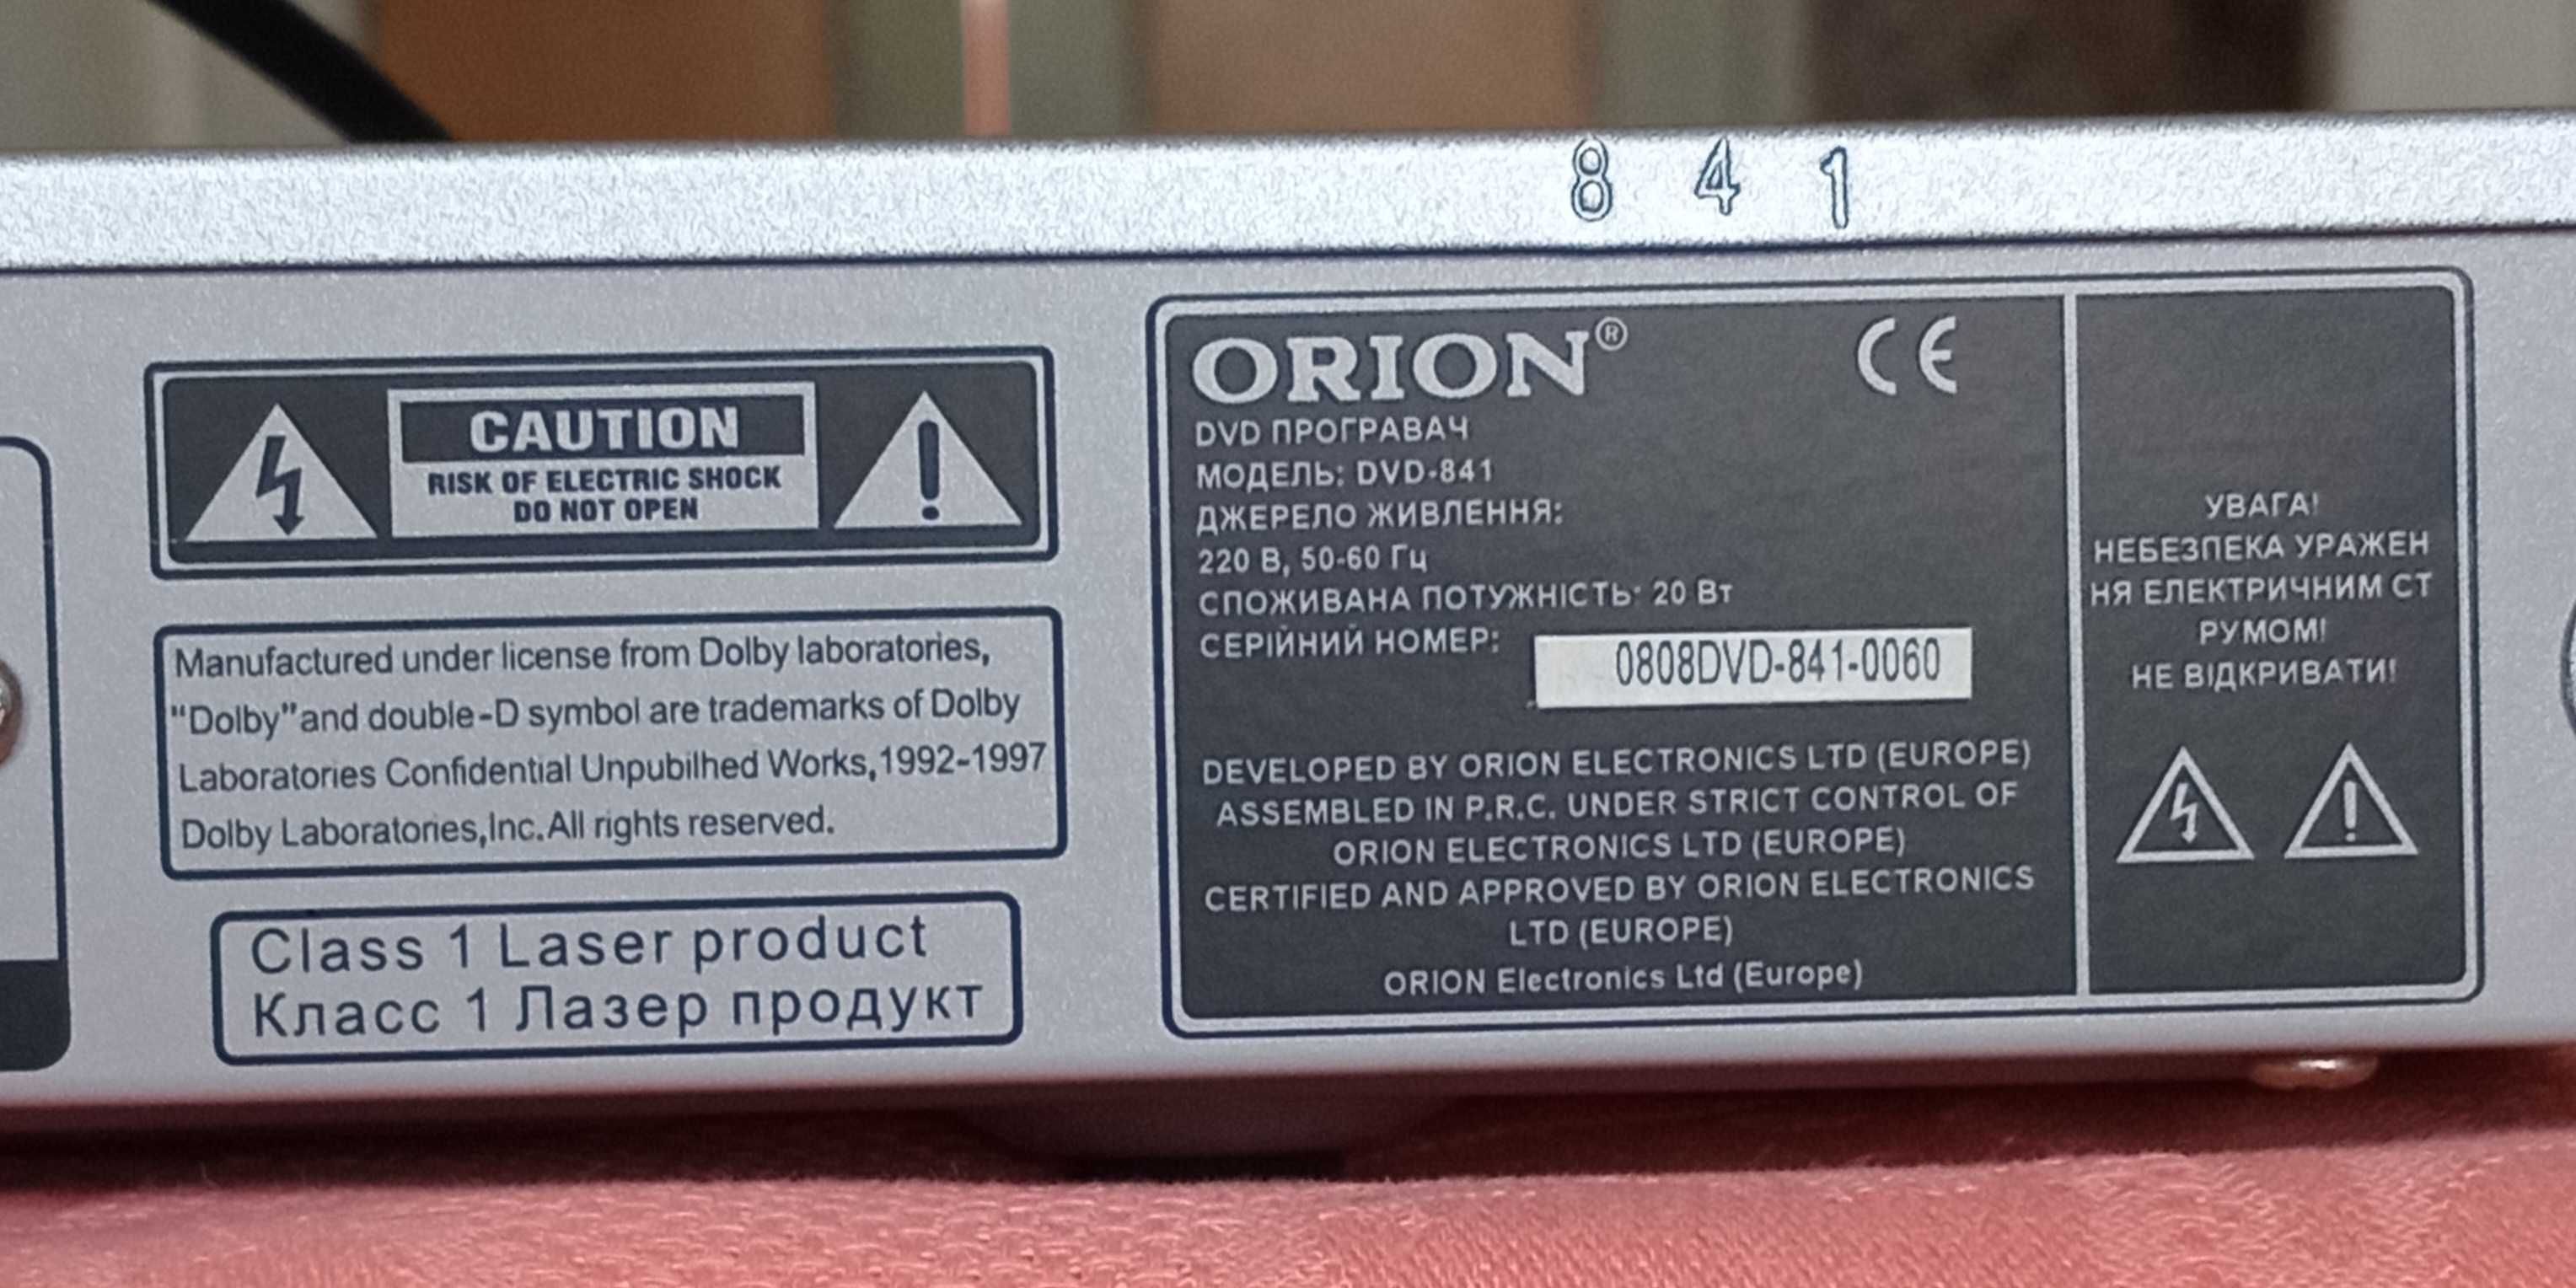 8 4 1
CAUTION
RISK OF ELECTRIC SHOCK
DO NOT OPEN
Manufactured under license from Dolby laboratories,
"Dolby"and double-D symbol are trademarks of Dolby
Laboratories Confidential Unpubilhed Works,1992-1997
Dolby Laboratories,Inc.All rights reserved.
Class 1 Laser product
Класс 1 Лазер продукт
ORION® CE
DVD ПРОГРАВАЧ
МОДЕЛЬ: DVD-841
ДЖЕРЕЛО ЖИВЛЕННЯ:
220 В, 50-60 Гц
СПОЖИВАНА ПОТУЖНІСТЬ: 20 Вт
СЕРІЙНИЙ НОМЕР: 0808DVD-841-0060
DEVELOPED BY ORION ELECTRONICS LTD (EUROPE)
ASSEMBLED IN P.R.C. UNDER STRICT CONTROL OF
ORION ELECTRONICS LTD (EUROPE)
CERTIFIED AND APPROVED BY ORION ELECTRONICS
LTD (EUROPE)
ORION Electronics Ltd (Europe)
УВАГА!
НЕБЕЗПЕКА УРАЖЕН
НЯ ЕЛЕКТРИЧНИМ СТ
РУМОМ!
НЕ ВІДКРИВАТИ!